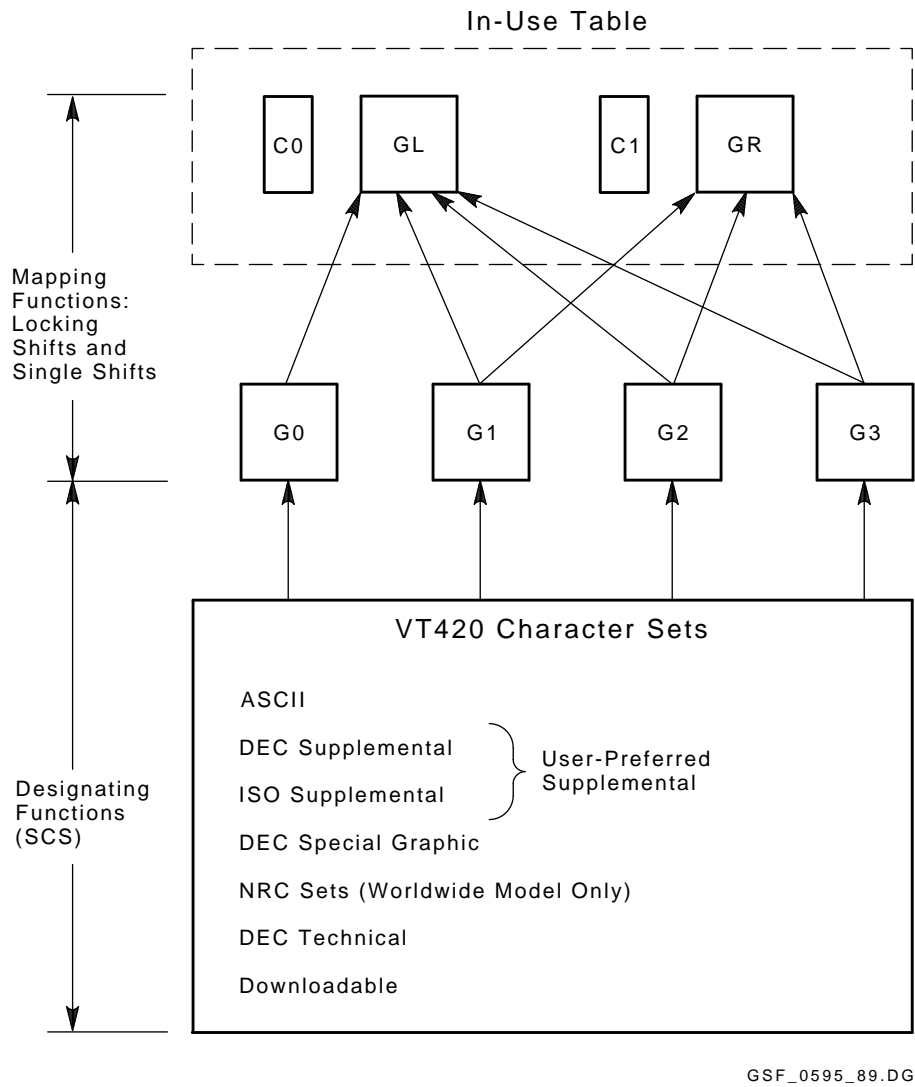 In-Use Table
C0
GL
C1
GR
Mapping
Functions:
Locking
Shifts and
Single Shifts
G0
G1
G2
G3
VT420 Character Sets
ASCII
DEC Supplemental
ISO Supplemental
User-Preferred
Supplemental
DEC Special Graphic
NRC Sets (Worldwide Model Only)
DEC Technical
Downloadable
Designating
Functions
(SCS)
GSF_0595_89.DG